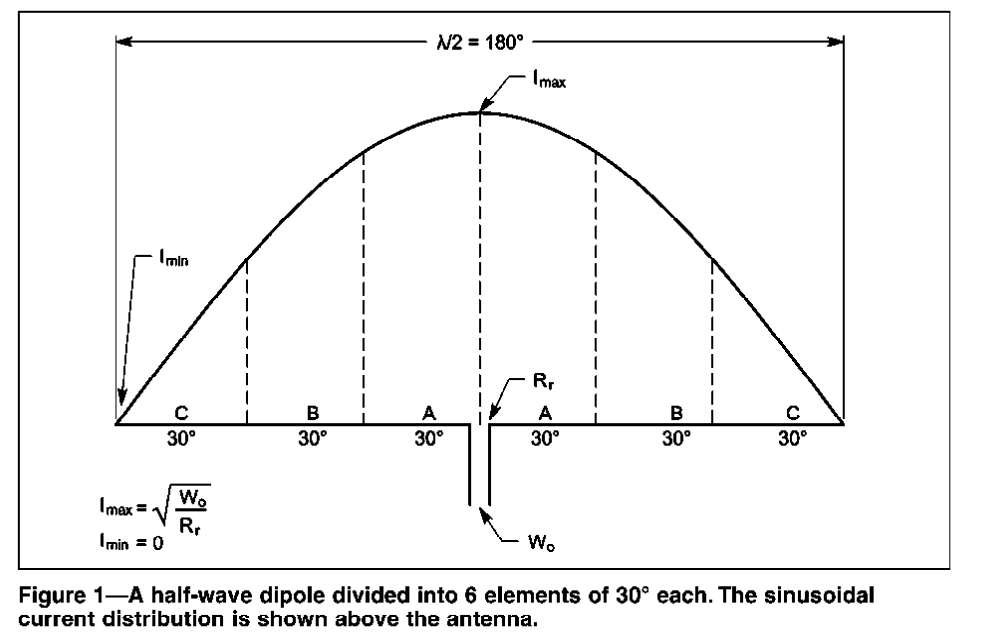 λ/2 = 180°
Imax
Imin
Rr
C B A A B C
30° 30° 30° 30° 30° 30°
Imax = √Wo/Rr
Imin = 0
Wo
Figure 1—A half-wave dipole divided into 6 elements of 30° each. The sinusoidal
current distribution is shown above the antenna.